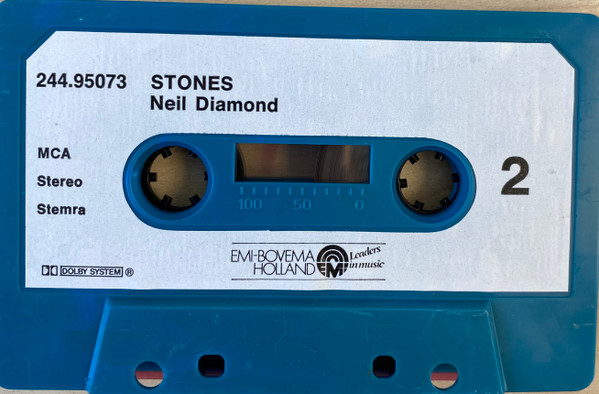 244.95073 STONES
Neil Diamond
MCA
Stereo
Stemra
2
100 50 0
EMI-BOVEMA
HOLLAND
Leaders
in music
DOLBY SYSTEM ®